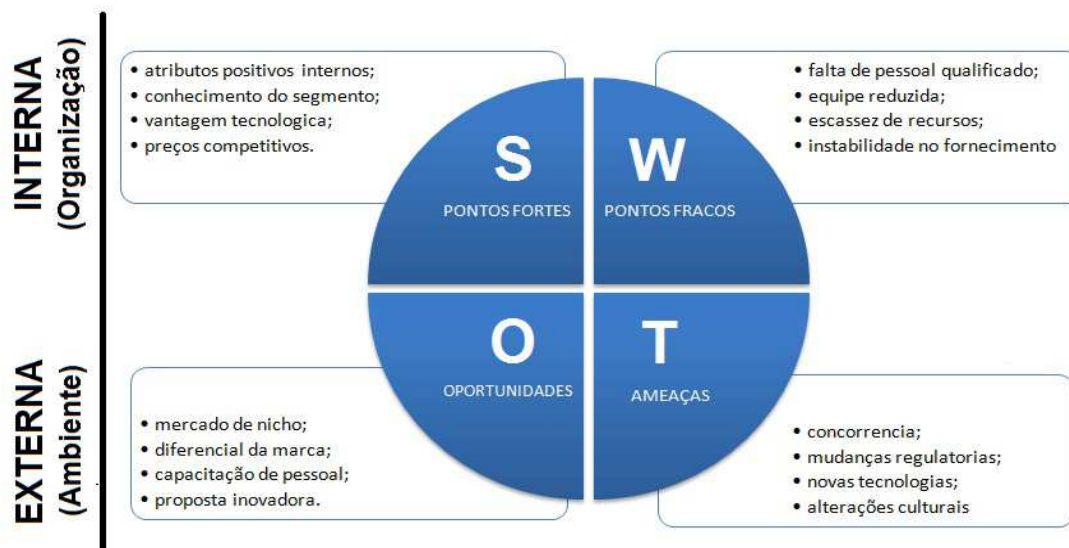 INTERNA
(Organização)
• atributos positivos internos;
• conhecimento do segmento;
• vantagem tecnologica;
• preços competitivos.
S
PONTOS FORTES
W
PONTOS FRACOS
• falta de pessoal qualificado;
• equipe reduzida;
• escassez de recursos;
• instabilidade no fornecimento
EXTERNA
(Ambiente)
O
OPORTUNIDADES
• mercado de nicho;
• diferencial da marca;
• capacitação de pessoal;
• proposta inovadora.
T
AMEAÇAS
• concorrencia;
• mudanças regulatorias;
• novas tecnologias;
• alterações culturais